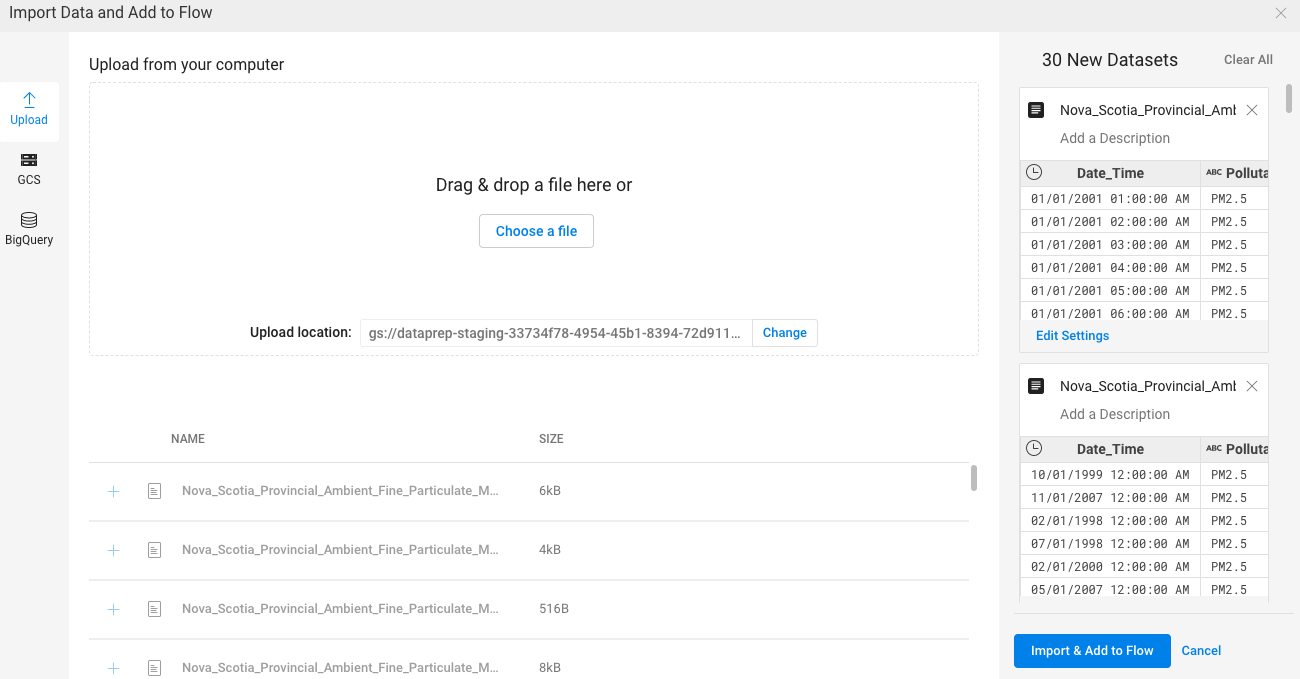 Import Data and Add to Flow
Upload
GCS
BigQuery
Upload from your computer
Drag & drop a file here or
Choose a file
Upload location: gs://dataprep-staging-33734f78-4954-45b1-8394-72d911... Change
NAME SIZE
Nova_Scotia_Provincial_Ambient_Fine_Particulate_M... 6kB
Nova_Scotia_Provincial_Ambient_Fine_Particulate_M... 4kB
Nova_Scotia_Provincial_Ambient_Fine_Particulate_M... 516B
Nova_Scotia_Provincial_Ambient_Fine_Particulate_M... 8kB
30 New Datasets Clear All
Nova_Scotia_Provincial_Amb
Add a Description
Date_Time ABC Polluta
01/01/2001 01:00:00 AM PM2.5
01/01/2001 02:00:00 AM PM2.5
01/01/2001 03:00:00 AM PM2.5
01/01/2001 04:00:00 AM PM2.5
01/01/2001 05:00:00 AM PM2.5
01/01/2001 06:00:00 AM PM2.5
Edit Settings
Nova_Scotia_Provincial_Amb
Add a Description
Date_Time ABC Polluta
10/01/1999 12:00:00 AM PM2.5
11/01/2007 12:00:00 AM PM2.5
02/01/1998 12:00:00 AM PM2.5
07/01/1998 12:00:00 AM PM2.5
02/01/2000 12:00:00 AM PM2.5
05/01/2007 12:00:00 AM PM2.5
Import & Add to Flow Cancel